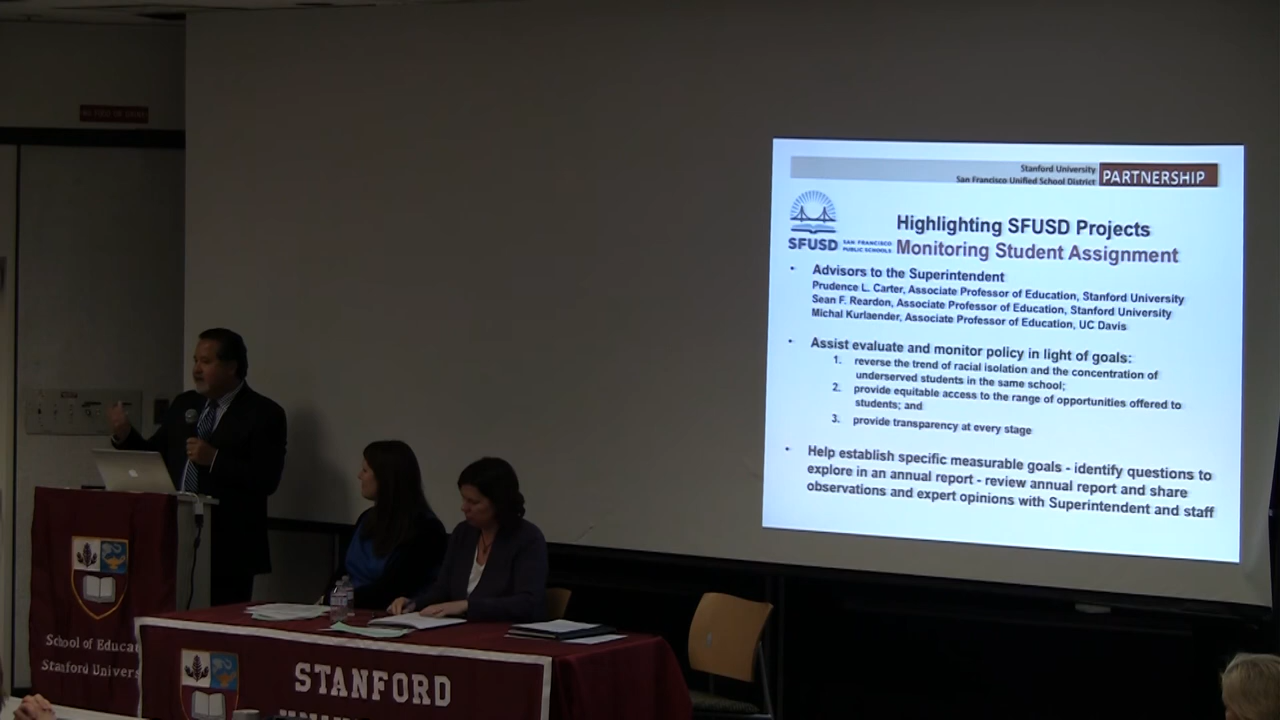 Stanford University
San Francisco Unified School District
PARTNERSHIP
SFUSD
SAN FRANCISCO
PUBLIC SCHOOLS
Highlighting SFUSD Projects
Monitoring Student Assignment
• Advisors to the Superintendent
Prudence L. Carter, Associate Professor of Education, Stanford University
Sean F. Reardon, Associate Professor of Education, Stanford University
Michal Kurlaender, Associate Professor of Education, UC Davis
• Assist evaluate and monitor policy in light of goals:
1. reverse the trend of racial isolation and the concentration of
underserved students in the same school;
2. provide equitable access to the range of opportunities offered to
students; and
3. provide transparency at every stage
• Help establish specific measurable goals - identify questions to
explore in an annual report - review annual report and share
observations and expert opinions with Superintendent and staff
School of Educat
Stanford Univers
STANFORD